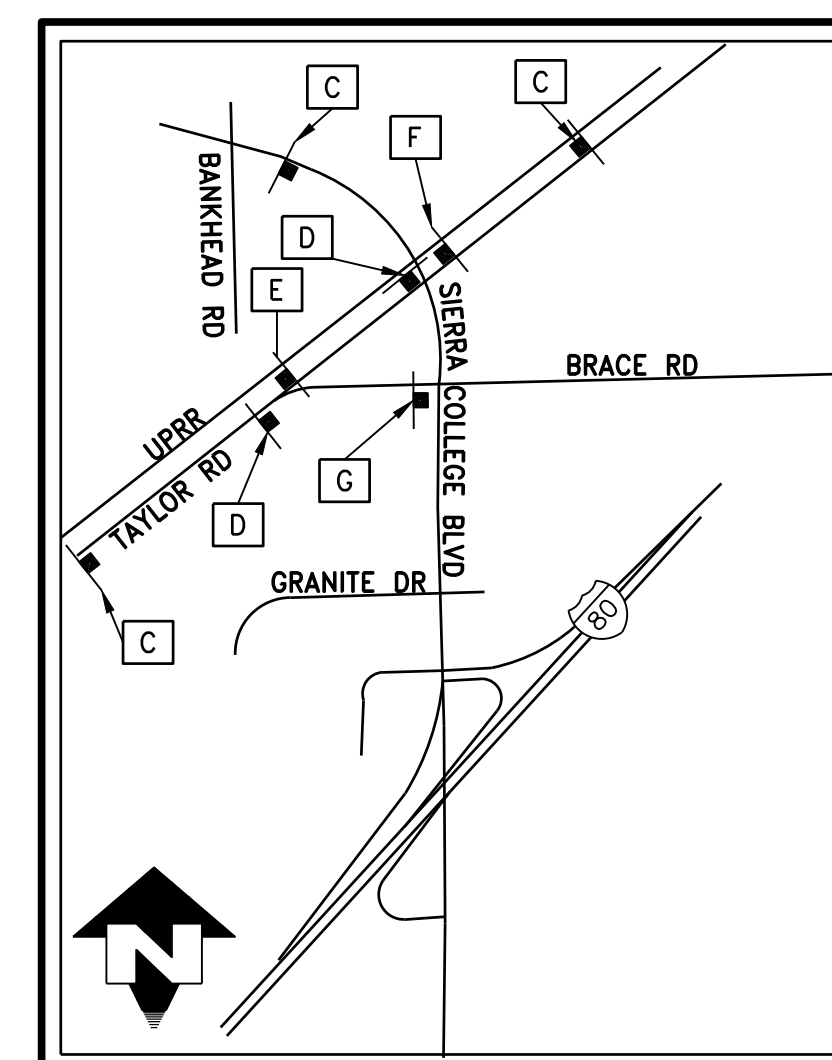 C
C
F
BANKHEAD RD
D
E
SIERRA COLLEGE BLVD
BRACE RD
UPRR
TAYLOR RD
G
D
GRANITE DR
80
C
N